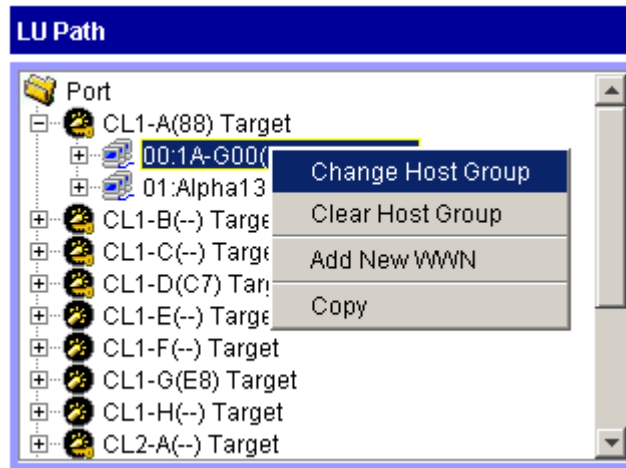 LU Path
Port
CL1-A(88) Target
00:1A-G00(
Change Host Group
01:Alpha13
Clear Host Group
CL1-B(--) Targe
CL1-C(--) Targe
Add New WWN
CL1-D(C7) Tar
Copy
CL1-E(--) Targe
CL1-F(--) Target
CL1-G(E8) Target
CL1-H(--) Target
CL2-A(--) Target